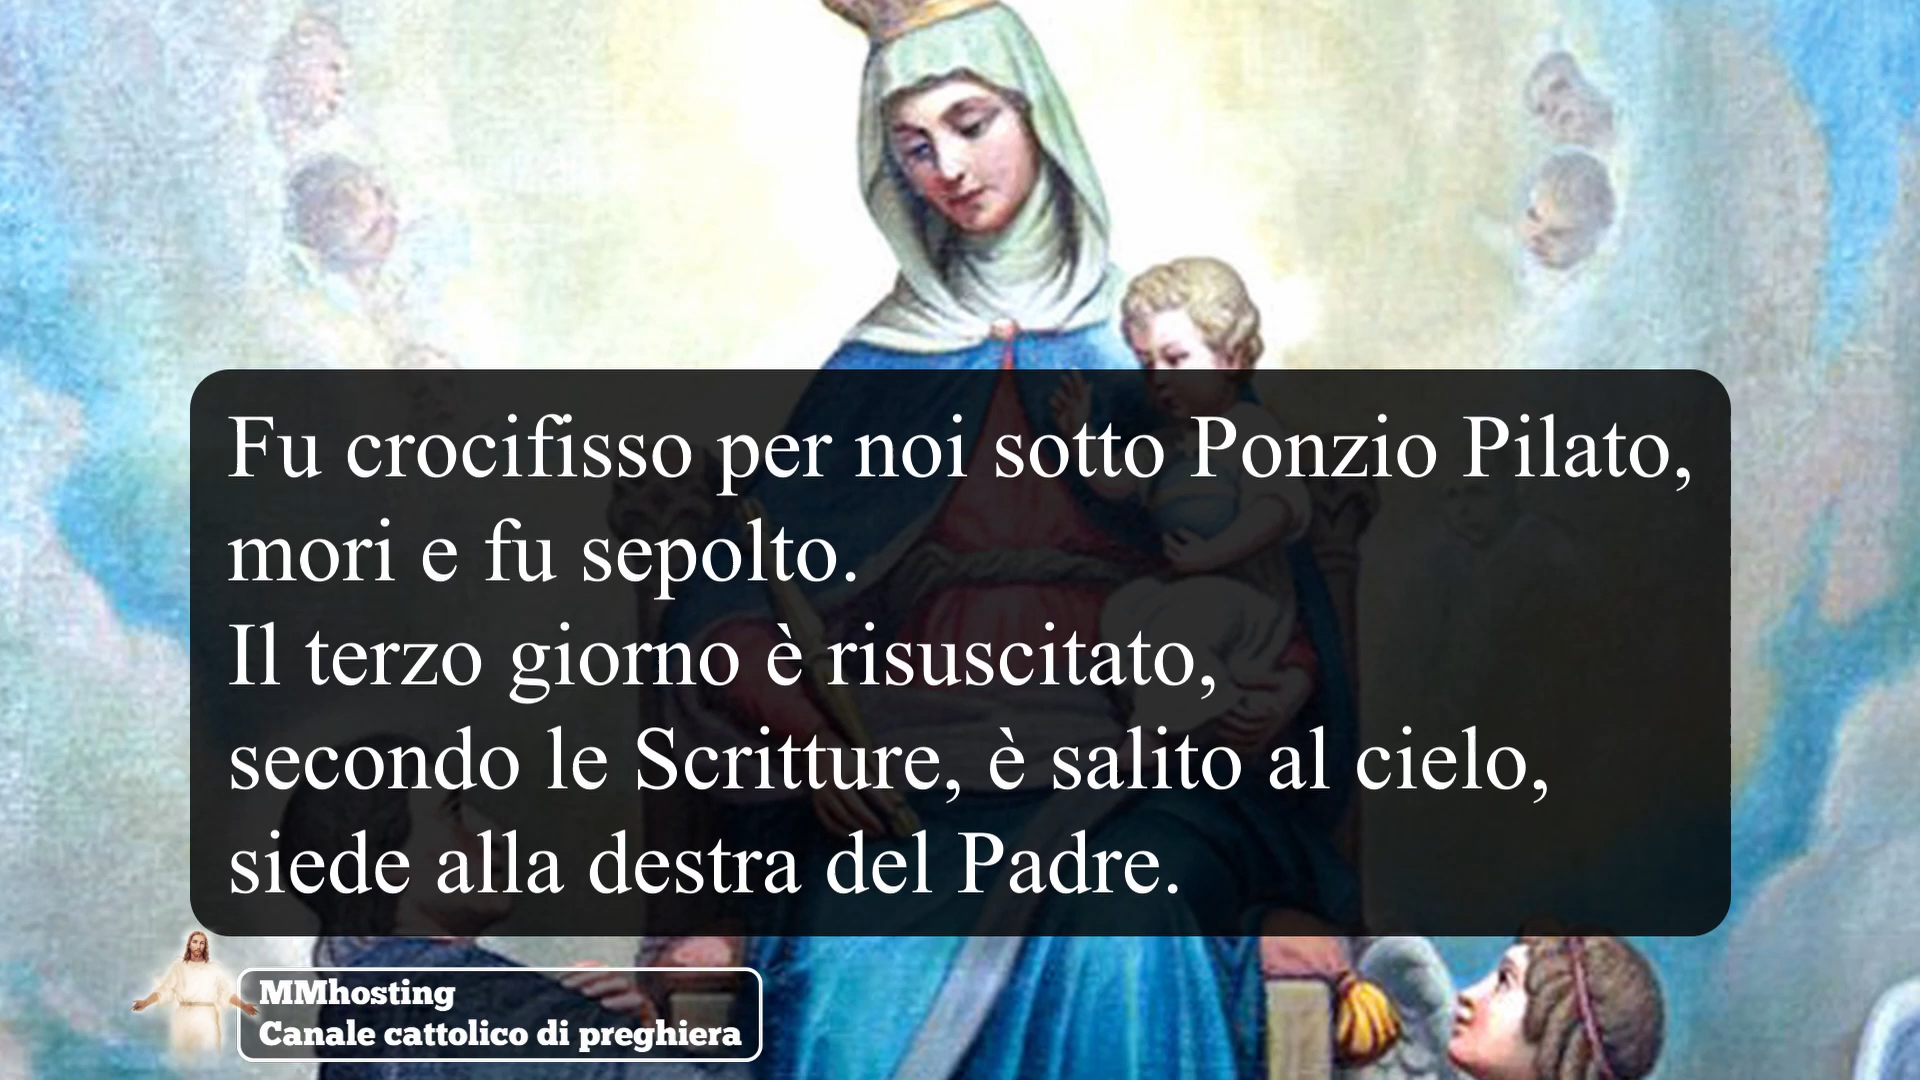 Fu crocifisso per noi sotto Ponzio Pilato,
mori e fu sepolto.
Il terzo giorno è risuscitato,
secondo le Scritture, è salito al cielo,
siede alla destra del Padre.
MMhosting
Canale cattolico di preghiera